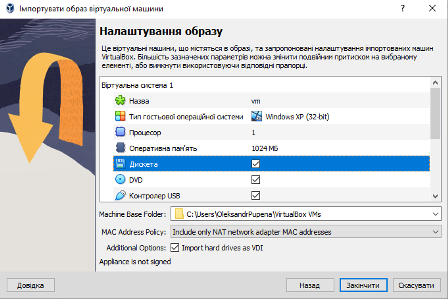 Імпортувати образ віртуальної машини
Налаштування образу
Це віртуальні машини, що містяться в образі, та запропоновані налаштування імпортованих машин
VirtualBox. Більшість зазначених параметрів можна змінити подвійним притиском на вибраному
елементі, або вимкнути використовуючи відповідні прапорці.
Віртуальна система 1
Назва vm
Тип гостьової операційної системи Windows XP (32-bit)
Процесор 1
Оперативна пам'ять 1024 МБ
Дискета
DVD
Контролер USB
Machine Base Folder: C:\Users\OleksandrPupena\VirtualBox VMs
MAC Address Policy: Include only NAT network adapter MAC addresses
Additional Options: Import hard drives as VDI
Appliance is not signed
Довідка Назад Закінчити Скасувати